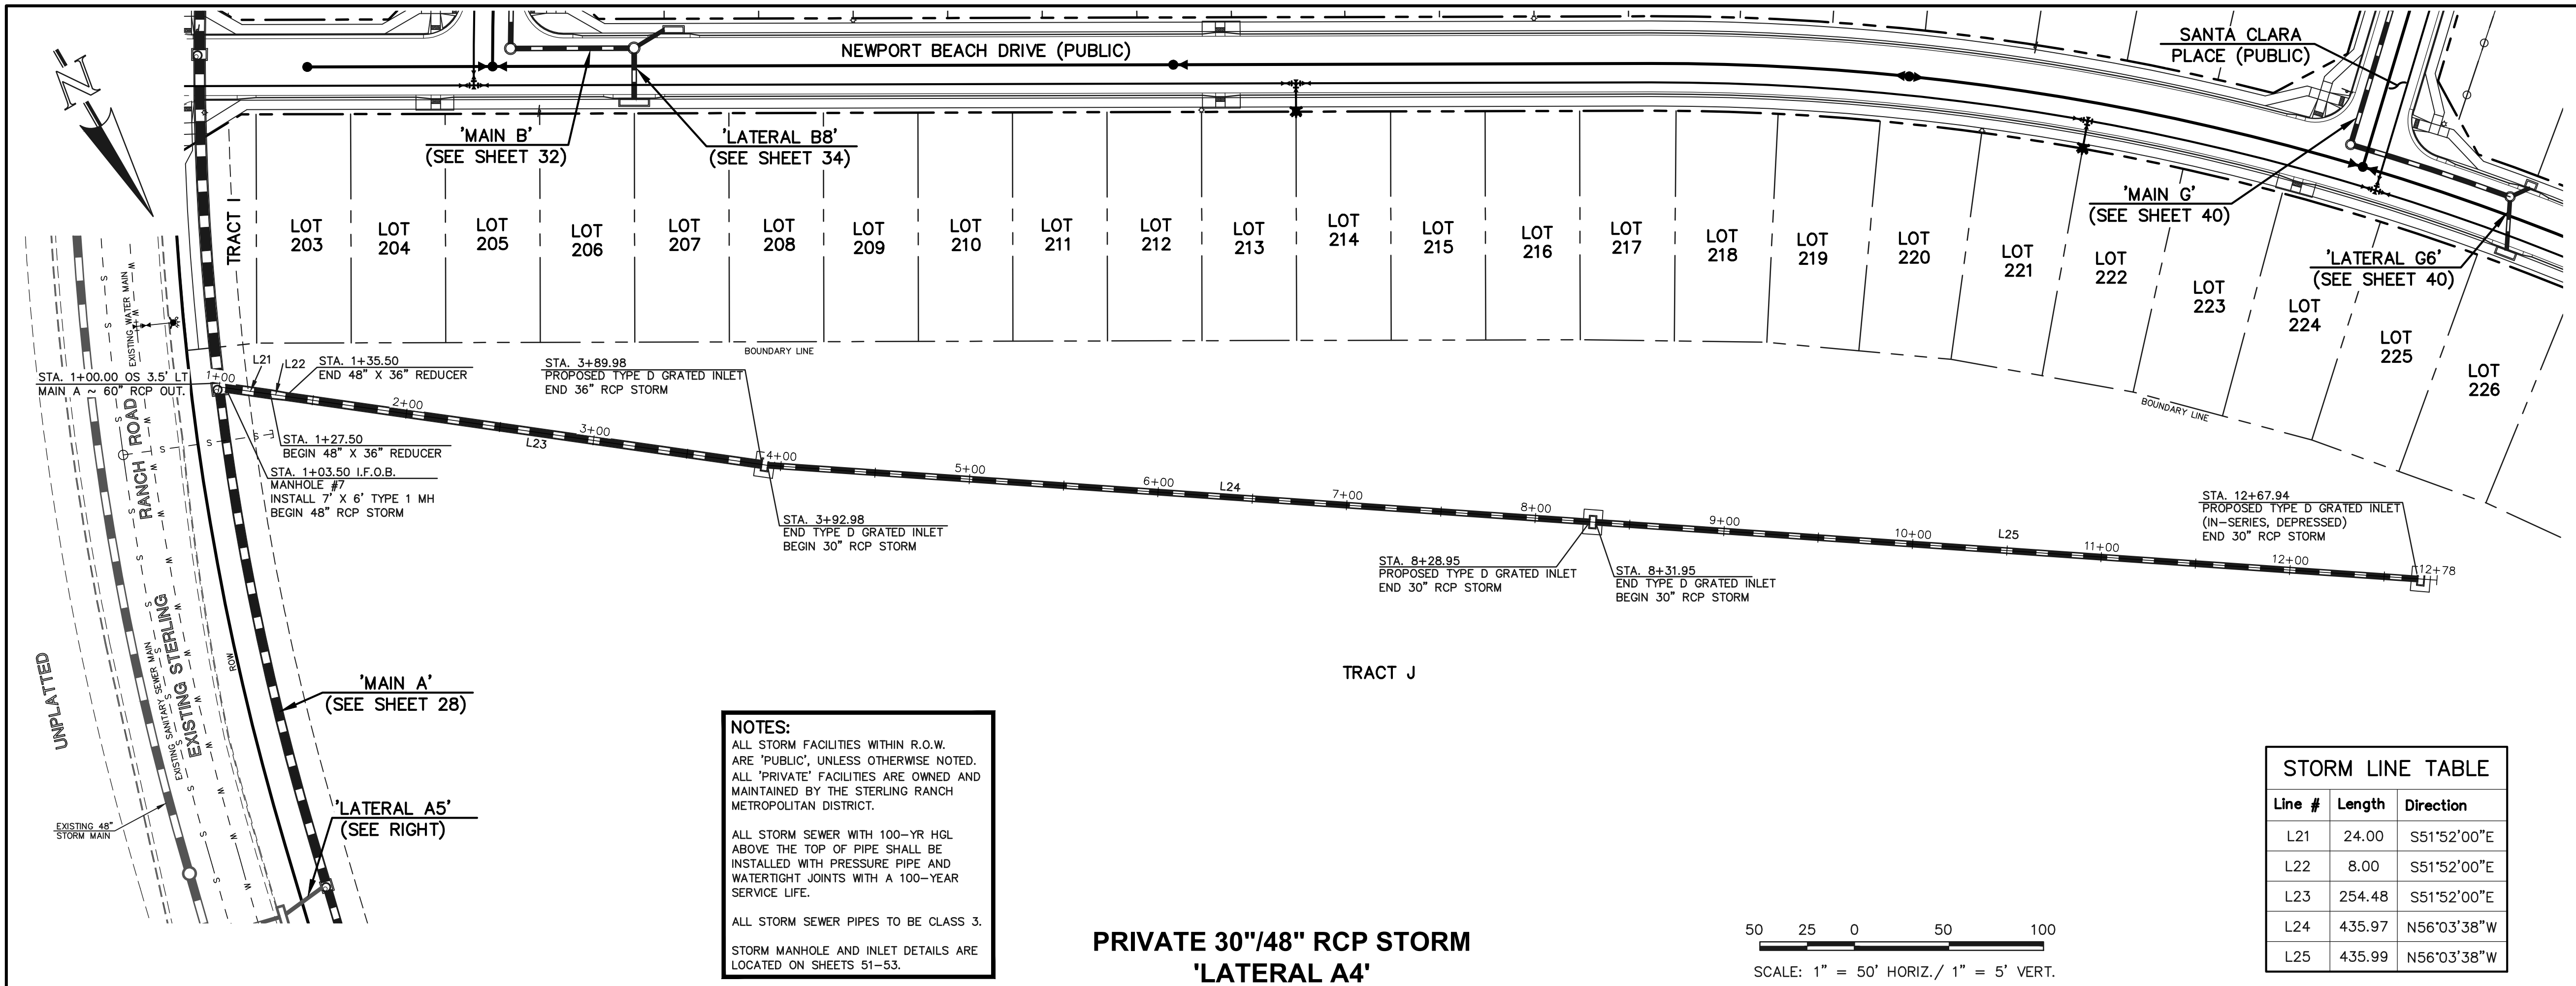 NEWPORT BEACH DRIVE (PUBLIC)
SANTA CLARA
PLACE (PUBLIC)
N
'MAIN B'
(SEE SHEET 32)
'LATERAL B8'
(SEE SHEET 34)
'MAIN G'
(SEE SHEET 40)
'LATERAL G6'
(SEE SHEET 40)
TRACT I
LOT
203
LOT
204
LOT
205
LOT
206
LOT
207
LOT
208
LOT
209
LOT
210
LOT
211
LOT
212
LOT
213
LOT
214
LOT
215
LOT
216
LOT
217
LOT
218
LOT
219
LOT
220
LOT
221
LOT
222
LOT
223
LOT
224
LOT
225
LOT
226
BOUNDARY LINE
BOUNDARY LINE
EXISTING WATER MAIN
STA. 1+00.00 OS 3.5' LT
MAIN A ~ 60" RCP OUT.
1+00
L21
L22
STA. 1+35.50
END 48" X 36" REDUCER
STA. 3+89.98
PROPOSED TYPE D GRATED INLET
END 36" RCP STORM
2+00
L23
3+00
4+00
5+00
6+00
L24
7+00
8+00
9+00
10+00
L25
11+00
12+00
12+78
STA. 1+27.50
BEGIN 48" X 36" REDUCER
STA. 1+03.50 I.F.O.B.
MANHOLE #7
INSTALL 7' X 6' TYPE 1 MH
BEGIN 48" RCP STORM
STA. 3+92.98
END TYPE D GRATED INLET
BEGIN 30" RCP STORM
STA. 8+28.95
PROPOSED TYPE D GRATED INLET
END 30" RCP STORM
STA. 8+31.95
END TYPE D GRATED INLET
BEGIN 30" RCP STORM
STA. 12+67.94
PROPOSED TYPE D GRATED INLET
(IN-SERIES, DEPRESSED)
END 30" RCP STORM
EXISTING STERLING RANCH ROAD
EXISTING SANITARY SEWER MAIN
UNPLATTED
ROW
'MAIN A'
(SEE SHEET 28)
'LATERAL A5'
(SEE RIGHT)
EXISTING 48"
STORM MAIN
TRACT J
NOTES:
ALL STORM FACILITIES WITHIN R.O.W.
ARE 'PUBLIC', UNLESS OTHERWISE NOTED.
ALL 'PRIVATE' FACILITIES ARE OWNED AND
MAINTAINED BY THE STERLING RANCH
METROPOLITAN DISTRICT.
ALL STORM SEWER WITH 100-YR HGL
ABOVE THE TOP OF PIPE SHALL BE
INSTALLED WITH PRESSURE PIPE AND
WATERTIGHT JOINTS WITH A 100-YEAR
SERVICE LIFE.
ALL STORM SEWER PIPES TO BE CLASS 3.
STORM MANHOLE AND INLET DETAILS ARE
LOCATED ON SHEETS 51-53.
PRIVATE 30"/48" RCP STORM
'LATERAL A4'
50 25 0 50 100
SCALE: 1" = 50' HORIZ./ 1" = 5' VERT.
STORM LINE TABLE
Line # Length Direction
L21 24.00 S51°52'00"E
L22 8.00 S51°52'00"E
L23 254.48 S51°52'00"E
L24 435.97 N56°03'38"W
L25 435.99 N56°03'38"W